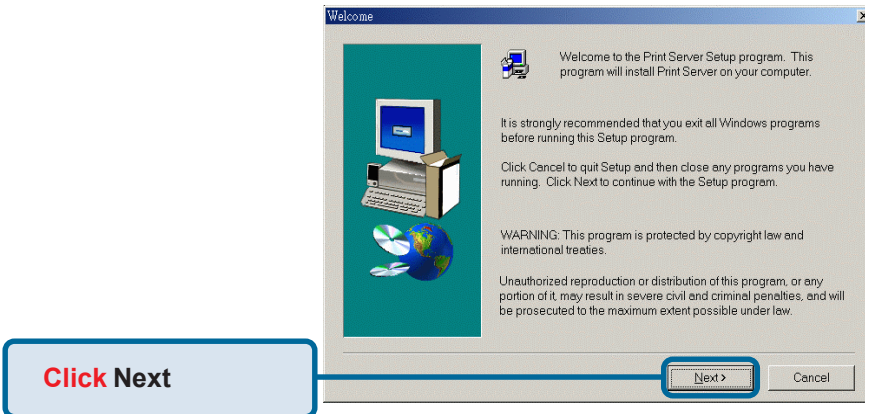 Welcome
Welcome to the Print Server Setup program. This
program will install Print Server on your computer.
It is strongly recommended that you exit all Windows programs
before running this Setup program.
Click Cancel to quit Setup and then close any programs you have
running. Click Next to continue with the Setup program.
WARNING: This program is protected by copyright law and
international treaties.
Unauthorized reproduction or distribution of this program, or any
portion of it, may result in severe civil and criminal penalties, and will
be prosecuted to the maximum extent possible under law.
Click Next
Next >
Cancel